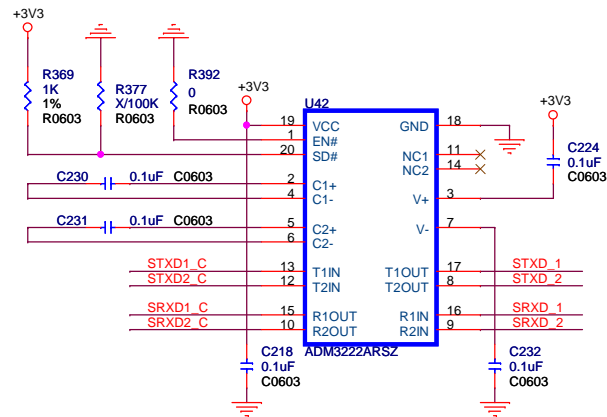 +3V3
R369
1K
1%
R0603
R377
X/100K
R0603
R392
0
R0603
+3V3
U42
+3V3
19 VCC GND 18
1 EN#
20 SD#
NC1 11
NC2 14
C224
0.1uF
C0603
C230 0.1uF C0603
2 C1+
4 C1-
V+ 3
C231 0.1uF C0603
5 C2+
6 C2-
V- 7
STXD1_C 13 T1IN T1OUT 17 STXD_1
STXD2_C 12 T2IN T2OUT 8 STXD_2
SRXD1_C 15 R1OUT R1IN 16 SRXD_1
SRXD2_C 10 R2OUT R2IN 9 SRXD_2
ADM3222ARSZ
C218
0.1uF
C0603
C232
0.1uF
C0603